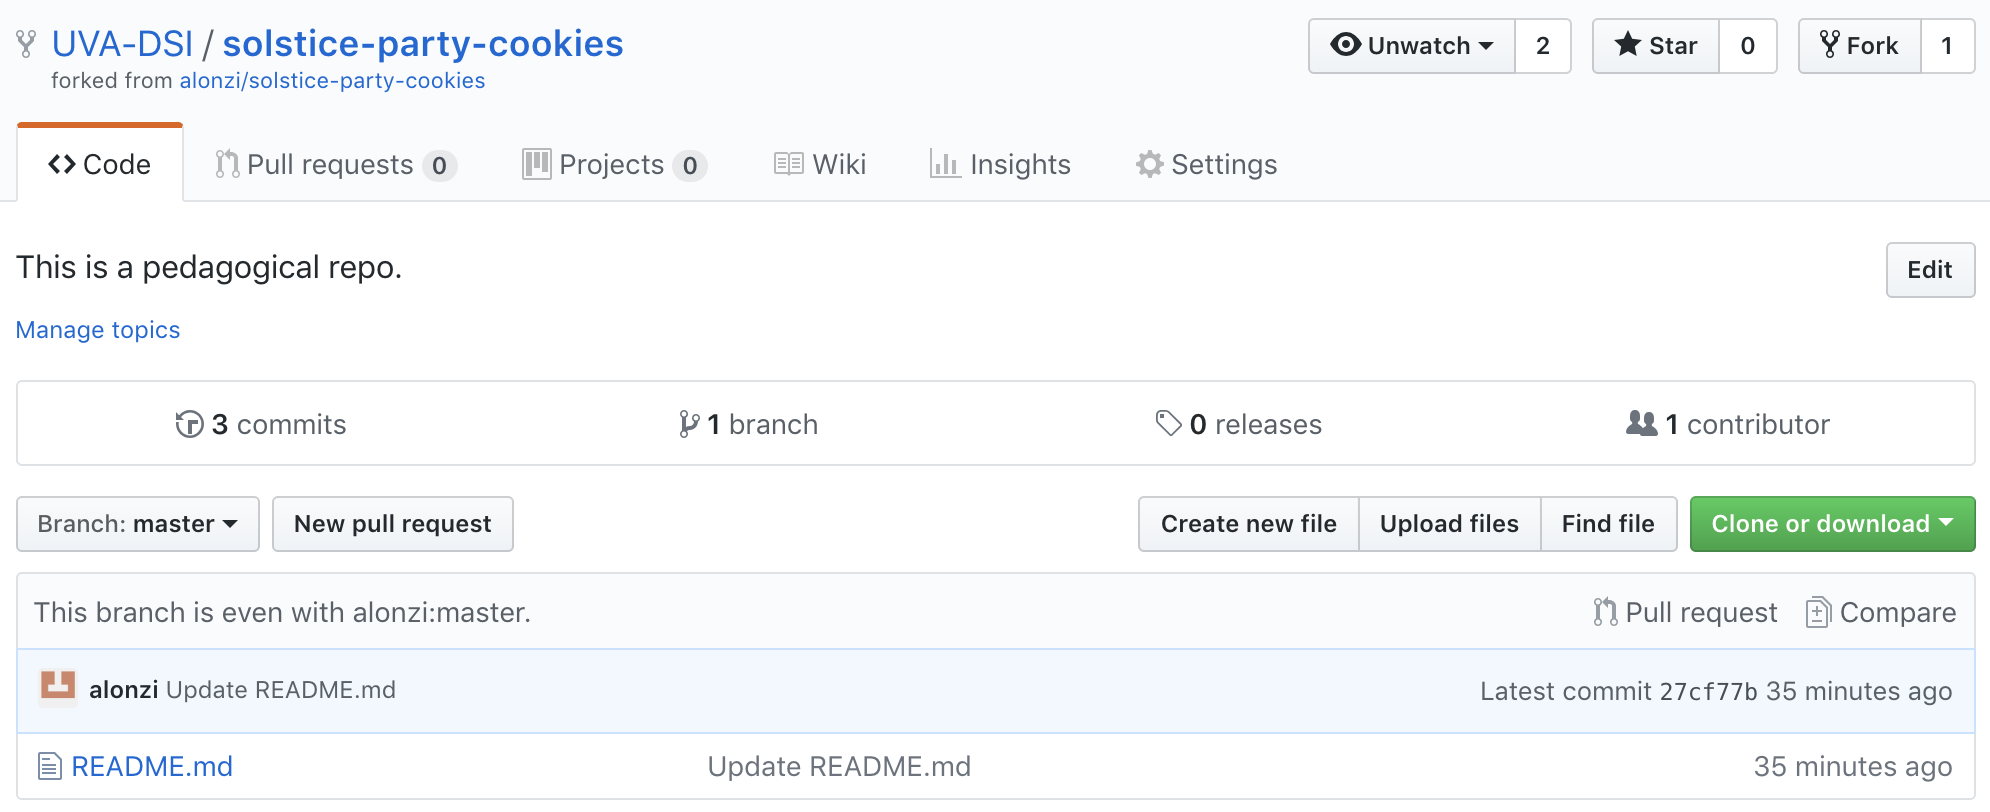 UVA-DSI / solstice-party-cookies
forked from alonzi/solstice-party-cookies
Unwatch 2 Star 0 Fork 1
Code Pull requests 0 Projects 0 Wiki Insights Settings
This is a pedagogical repo.
Edit
Manage topics
3 commits 1 branch 0 releases 1 contributor
Branch: master New pull request Create new file Upload files Find file Clone or download
This branch is even with alonzi:master. Pull request Compare
alonzi Update README.md Latest commit 27cf77b 35 minutes ago
README.md Update README.md 35 minutes ago